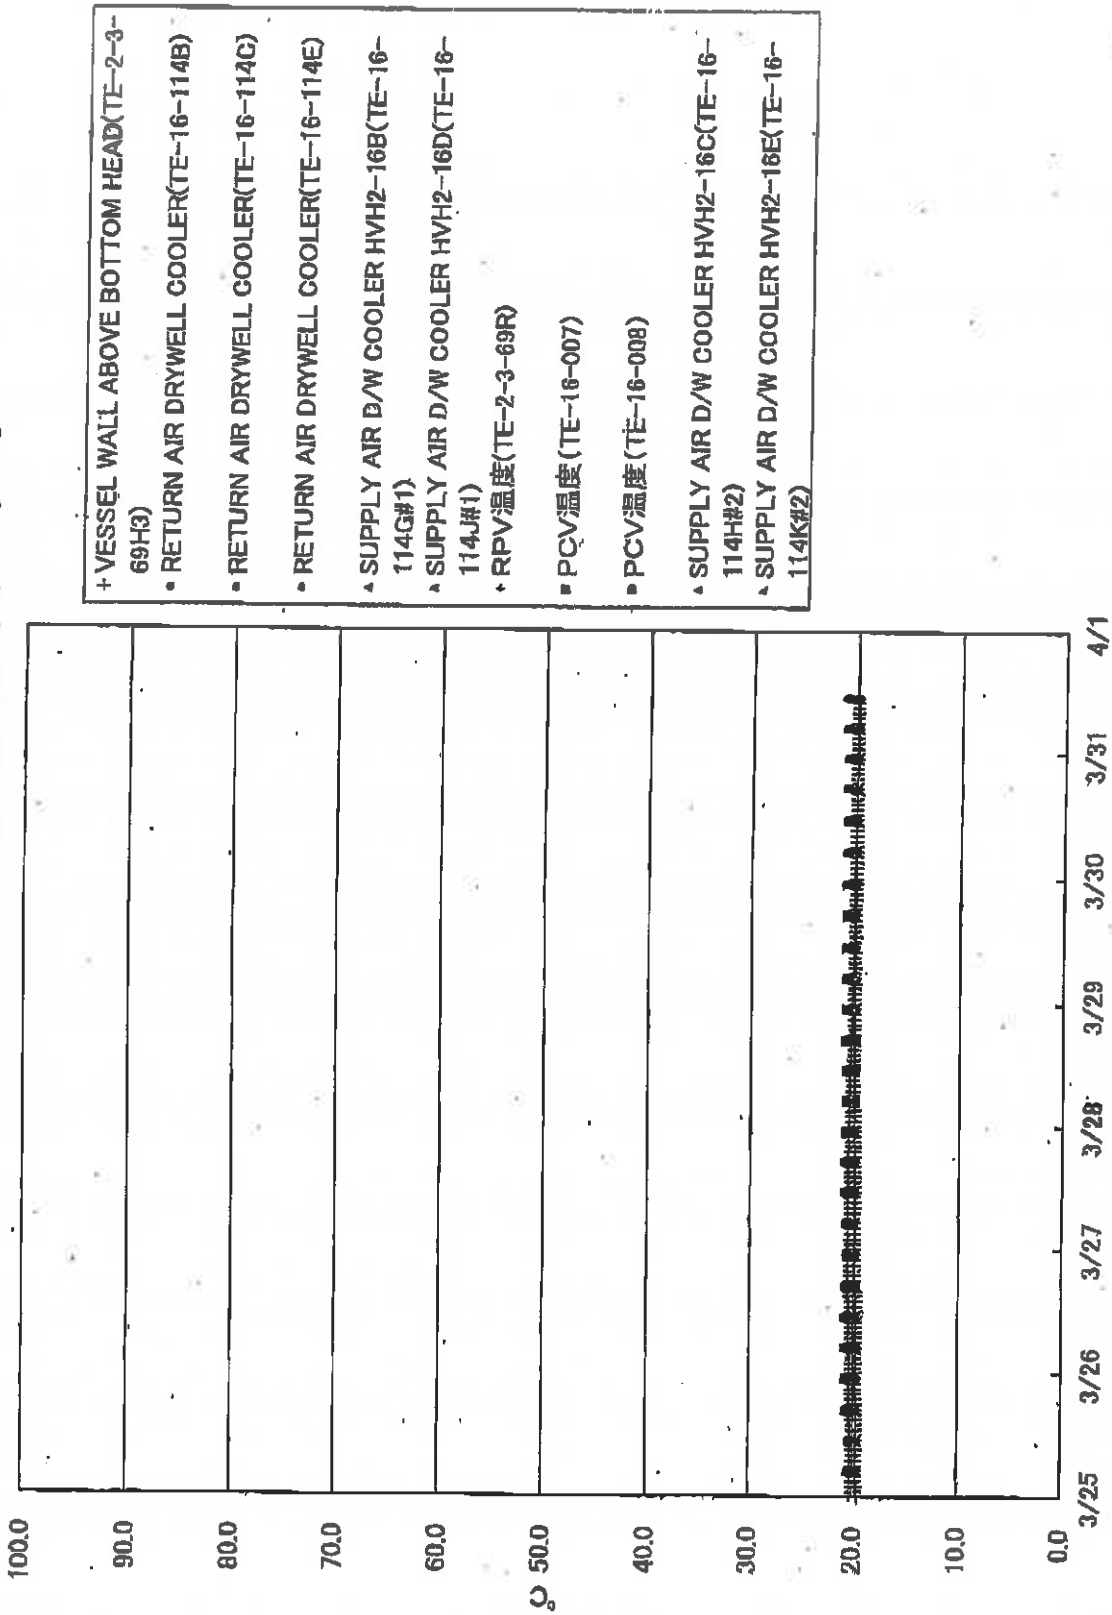 100.0
90.0
80.0
70.0
60.0
50.0
40.0
30.0
20.0
10.0
0.0
℃
3/25
3/26
3/27
3/28
3/29
3/30
3/31
4/1
+ VESSEL WALL ABOVE BOTTOM HEAD(TE-2-3-
69H3)
• RETURN AIR DRYWELL COOLER(TE-16-114B)
• RETURN AIR DRYWELL COOLER(TE-16-114C)
• RETURN AIR DRYWELL COOLER(TE-16-114E)
▲ SUPPLY AIR D/W COOLER HVH2-16B(TE-16-
114G#1)
▲ SUPPLY AIR D/W COOLER HVH2-16D(TE-16-
114J#1)
◆ RPV温度(TE-2-3-69R)
■ PCV温度(TE-16-007)
■ PCV温度(TE-16-008)
▲ SUPPLY AIR D/W COOLER HVH2-16C(TE-16-
114H#2)
▲ SUPPLY AIR D/W COOLER HVH2-16E(TE-16-
114K#2)